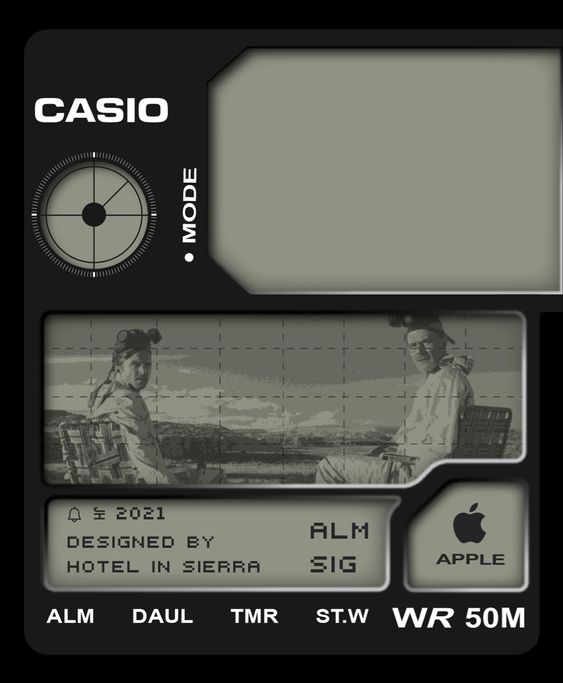 CASIO
• MODE
2021
DESIGNED BY
HOTEL IN SIERRA
ALM
SIG
APPLE
ALM DAUL TMR ST.W WR 50M